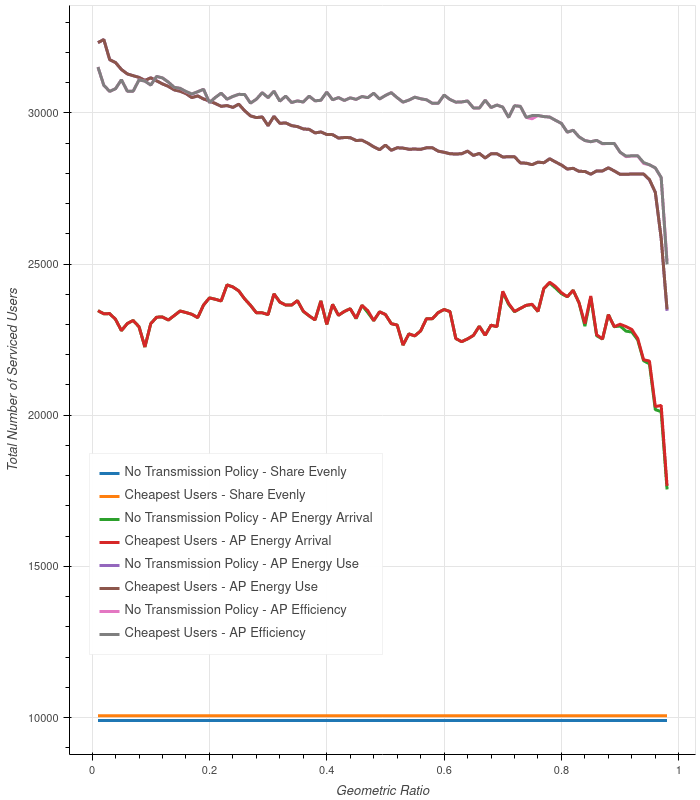 Total Number of Serviced Users
30000
25000
20000
15000
10000
No Transmission Policy - Share Evenly
Cheapest Users - Share Evenly
No Transmission Policy - AP Energy Arrival
Cheapest Users - AP Energy Arrival
No Transmission Policy - AP Energy Use
Cheapest Users - AP Energy Use
No Transmission Policy - AP Efficiency
Cheapest Users - AP Efficiency
0 0.2 0.4 0.6 0.8 1
Geometric Ratio